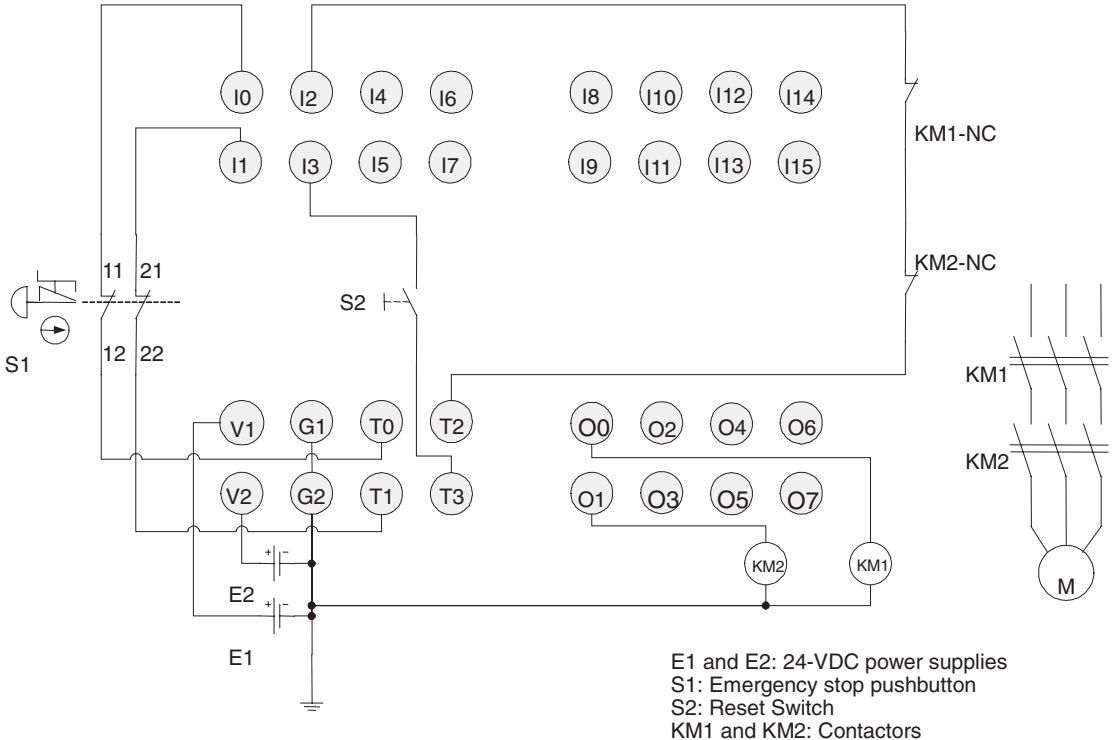 I0 I2 I4 I6 I8 I10 I12 I14
KM1-NC
I1 I3 I5 I7 I9 I11 I13 I15
11 21
KM2-NC
S2
12 22
S1
KM1
V1 G1 T0 T2 O0 O2 O4 O6
KM2
V2 G2 T1 T3 O1 O3 O5 O7
+ -
KM2 KM1
M
E2
+ -
E1
E1 and E2: 24-VDC power supplies
S1: Emergency stop pushbutton
S2: Reset Switch
KM1 and KM2: Contactors